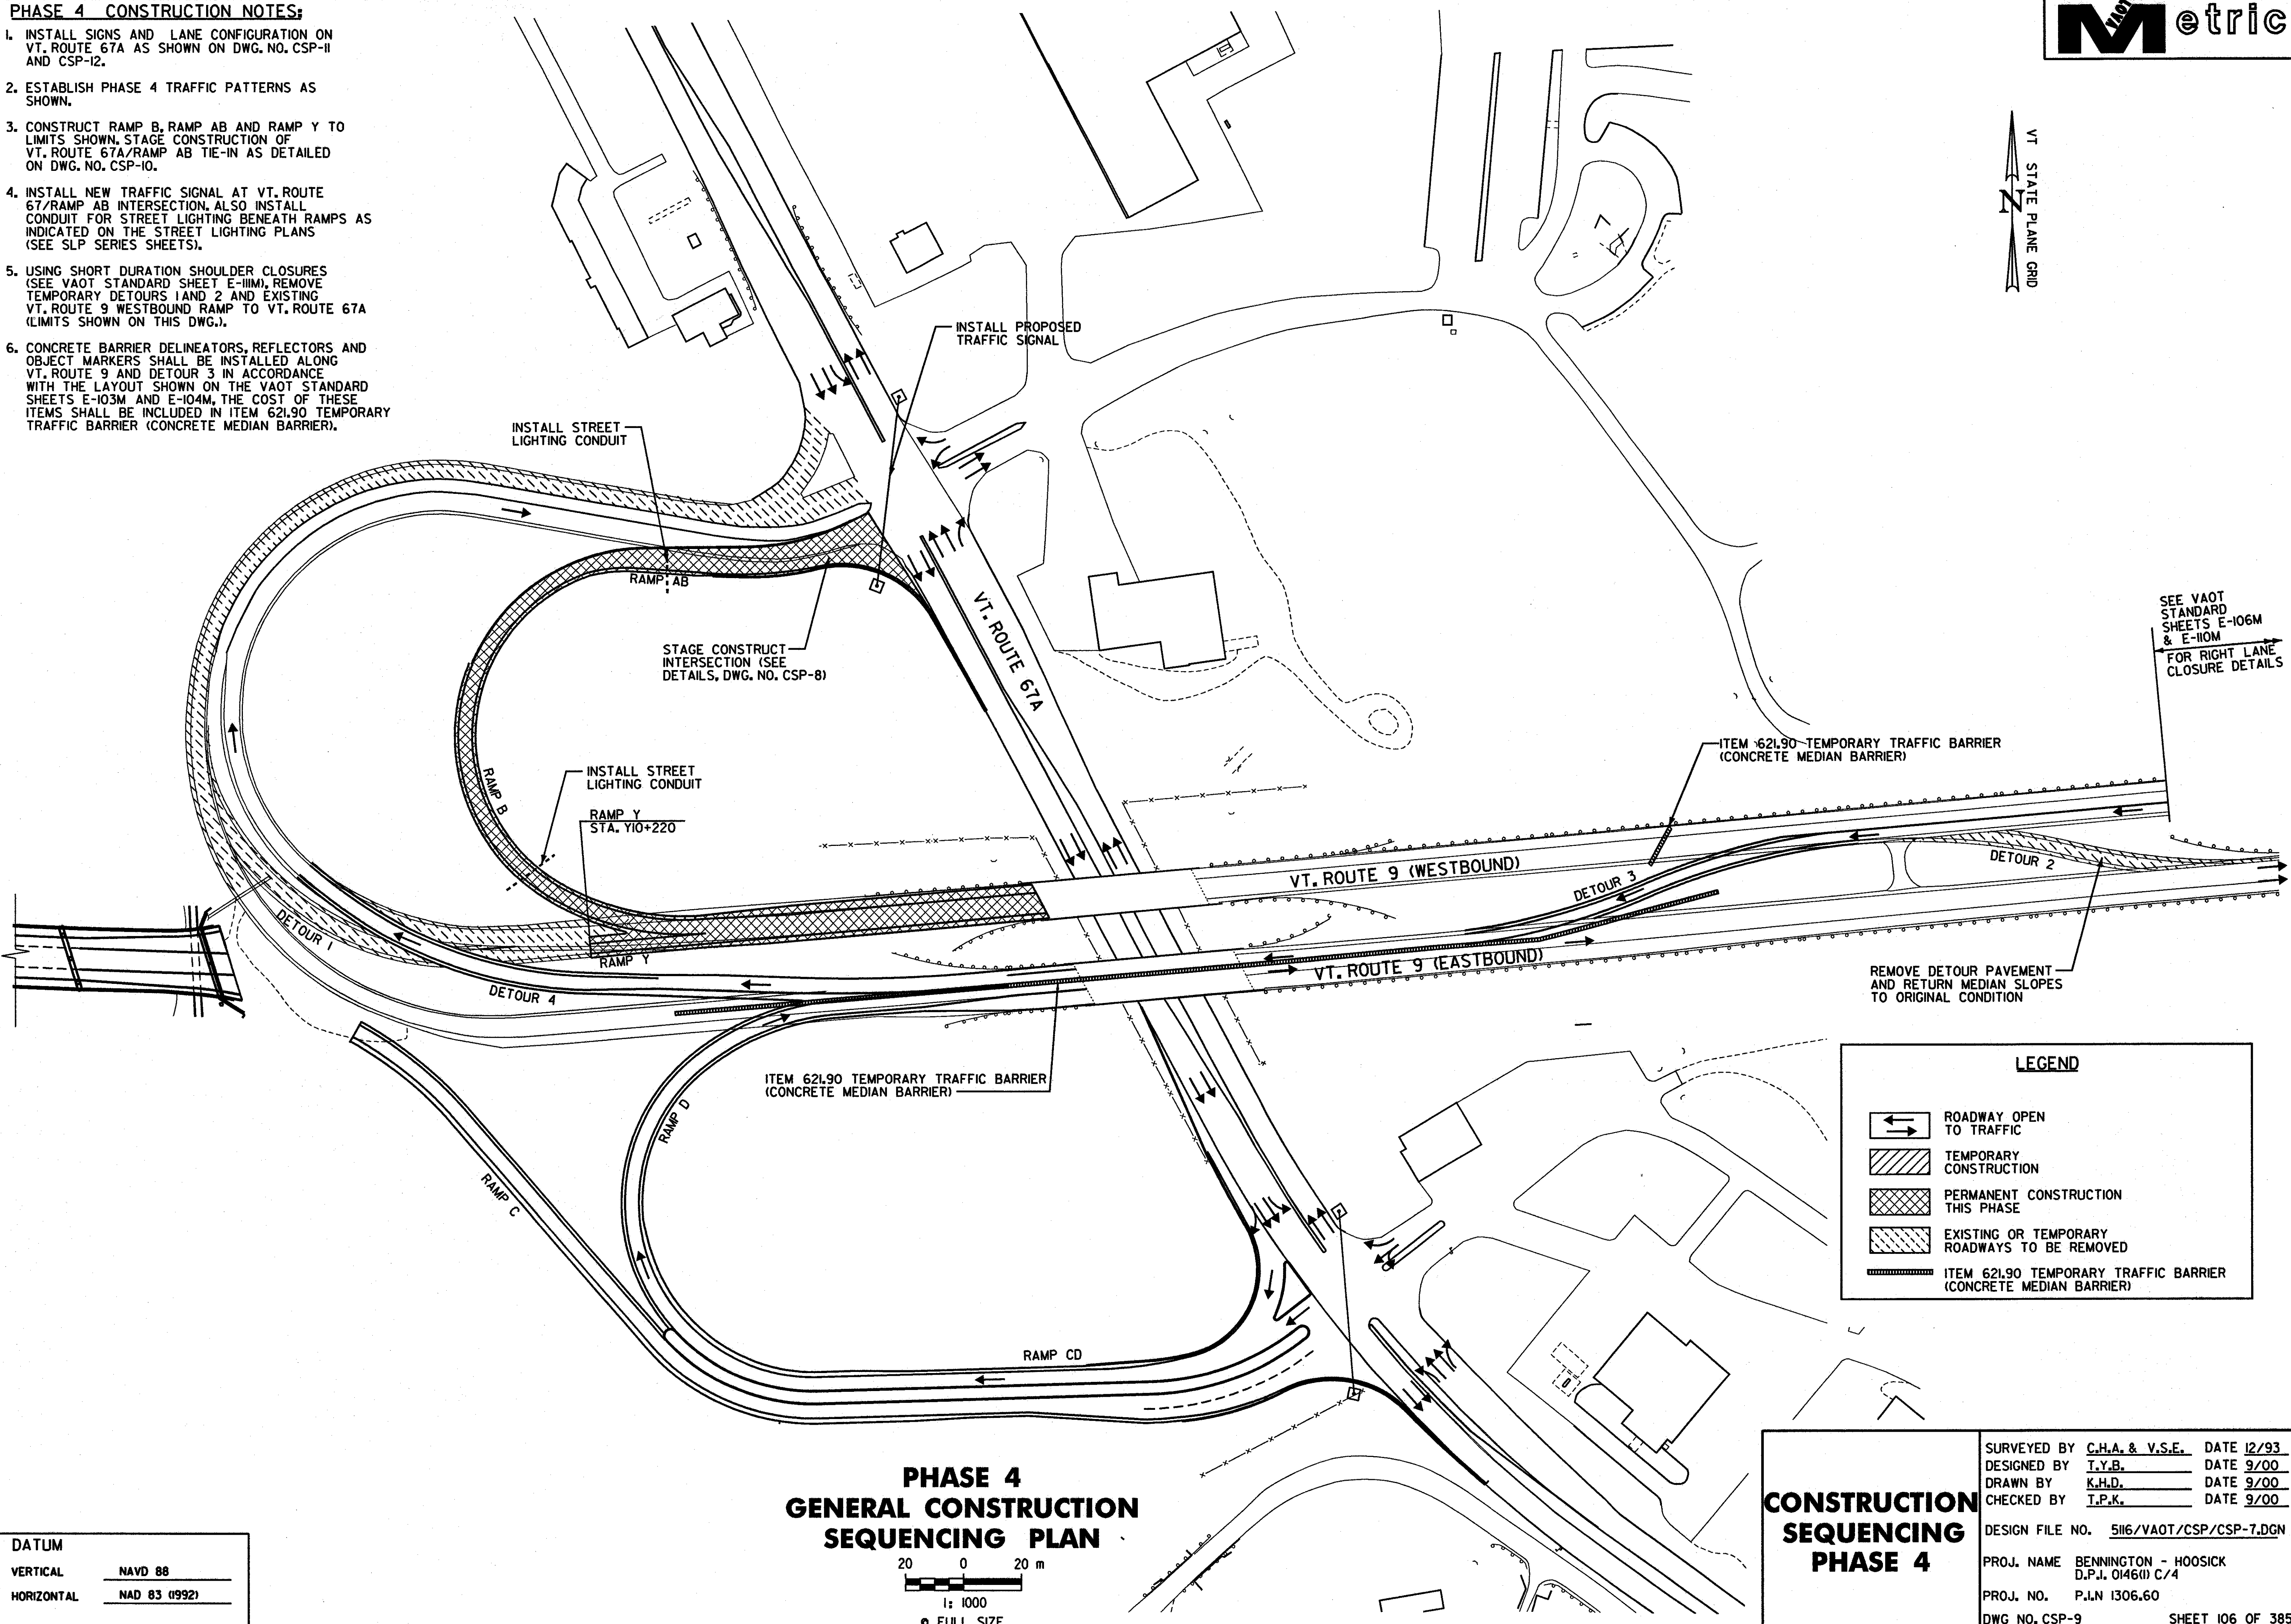 PHASE 4 CONSTRUCTION NOTES:
1. INSTALL SIGNS AND LANE CONFIGURATION ON
VT. ROUTE 67A AS SHOWN ON DWG. NO. CSP-11
AND CSP-12.
2. ESTABLISH PHASE 4 TRAFFIC PATTERNS AS
SHOWN.
3. CONSTRUCT RAMP B, RAMP AB AND RAMP Y TO
LIMITS SHOWN. STAGE CONSTRUCTION OF
VT. ROUTE 67A/RAMP AB TIE-IN AS DETAILED
ON DWG. NO. CSP-10.
4. INSTALL NEW TRAFFIC SIGNAL AT VT. ROUTE
67/RAMP AB INTERSECTION. ALSO INSTALL
CONDUIT FOR STREET LIGHTING BENEATH RAMPS AS
INDICATED ON THE STREET LIGHTING PLANS
(SEE SLP SERIES SHEETS).
5. USING SHORT DURATION SHOULDER CLOSURES
(SEE VAOT STANDARD SHEET E-111M), REMOVE
TEMPORARY DETOURS 1 AND 2 AND EXISTING
VT. ROUTE 9 WESTBOUND RAMP TO VT. ROUTE 67A
(LIMITS SHOWN ON THIS DWG.).
6. CONCRETE BARRIER DELINEATORS, REFLECTORS AND
OBJECT MARKERS SHALL BE INSTALLED ALONG
VT. ROUTE 9 AND DETOUR 3 IN ACCORDANCE
WITH THE LAYOUT SHOWN ON THE VAOT STANDARD
SHEETS E-103M AND E-104M. THE COST OF THESE
ITEMS SHALL BE INCLUDED IN ITEM 621.90 TEMPORARY
TRAFFIC BARRIER (CONCRETE MEDIAN BARRIER).
VAOT
Metric
VT STATE PLANE GRID
N
INSTALL PROPOSED
TRAFFIC SIGNAL
INSTALL STREET
LIGHTING CONDUIT
RAMP AB
STAGE CONSTRUCT
INTERSECTION (SEE
DETAILS, DWG. NO. CSP-8)
VT. ROUTE 67A
SEE VAOT
STANDARD
SHEETS E-106M
& E-110M
FOR RIGHT LANE
CLOSURE DETAILS
RAMP B
INSTALL STREET
LIGHTING CONDUIT
RAMP Y
STA. Y10+220
ITEM 621.90 TEMPORARY TRAFFIC BARRIER
(CONCRETE MEDIAN BARRIER)
VT. ROUTE 9 (WESTBOUND)
DETOUR 3
DETOUR 2
DETOUR 1
RAMP Y
DETOUR 4
VT. ROUTE 9 (EASTBOUND)
REMOVE DETOUR PAVEMENT
AND RETURN MEDIAN SLOPES
TO ORIGINAL CONDITION
ITEM 621.90 TEMPORARY TRAFFIC BARRIER
(CONCRETE MEDIAN BARRIER)
RAMP D
RAMP C
RAMP CD
LEGEND
ROADWAY OPEN
TO TRAFFIC
TEMPORARY
CONSTRUCTION
PERMANENT CONSTRUCTION
THIS PHASE
EXISTING OR TEMPORARY
ROADWAYS TO BE REMOVED
ITEM 621.90 TEMPORARY TRAFFIC BARRIER
(CONCRETE MEDIAN BARRIER)
PHASE 4
GENERAL CONSTRUCTION
SEQUENCING PLAN
20 0 20 m
1: 1000
@ FULL SIZE
DATUM
VERTICAL NAVD 88
HORIZONTAL NAD 83 (1992)
CONSTRUCTION
SEQUENCING
PHASE 4
SURVEYED BY C.H.A. & V.S.E. DATE 12/93
DESIGNED BY T.Y.B. DATE 9/00
DRAWN BY K.H.D. DATE 9/00
CHECKED BY T.P.K. DATE 9/00
DESIGN FILE NO. 5116/VAOT/CSP/CSP-7.DGN
PROJ. NAME BENNINGTON - HOOSICK
D.P.I. 0146(1) C/4
PROJ. NO. P.I.N 1306.60
DWG NO. CSP-9 SHEET 106 OF 385